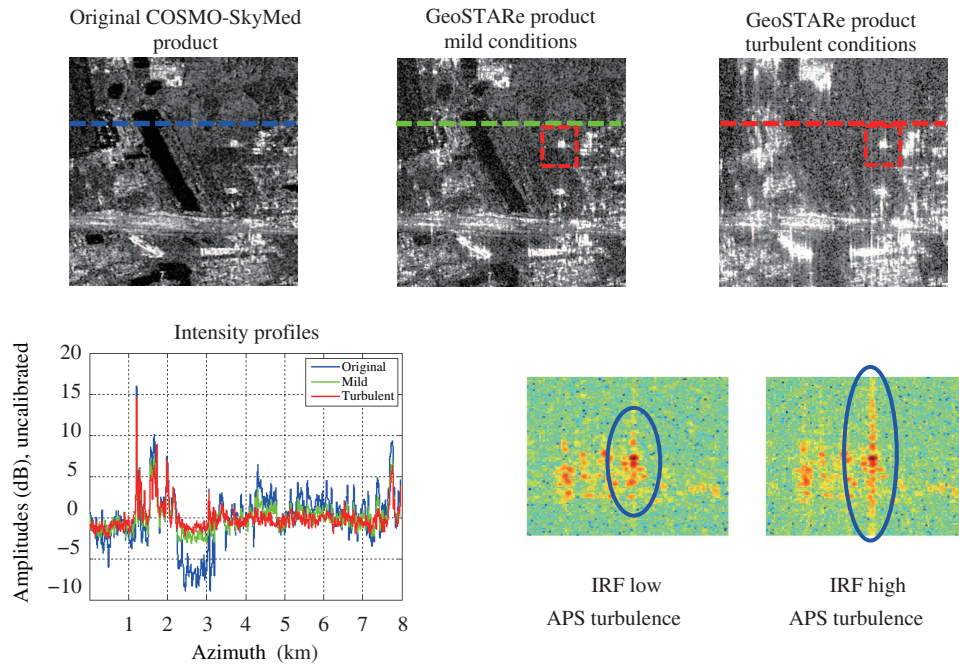 Original COSMO-SkyMed
product
GeoSTARe product
mild conditions
GeoSTARe product
turbulent conditions
Intensity profiles
Amplitudes (dB), uncalibrated
20
15
10
5
0
−5
−10
Original
Mild
Turbulent
1 2 3 4 5 6 7 8
Azimuth (km)
IRF low
APS turbulence
IRF high
APS turbulence